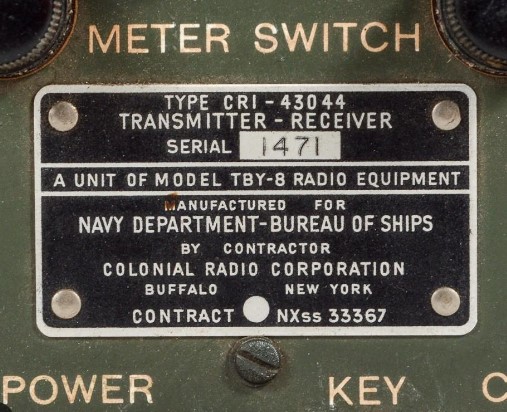 METER SWITCH
TYPE CRI-43044
TRANSMITTER-RECEIVER
SERIAL 1471
A UNIT OF MODEL TBY-8 RADIO EQUIPMENT
MANUFACTURED FOR
NAVY DEPARTMENT-BUREAU OF SHIPS
BY CONTRACTOR
COLONIAL RADIO CORPORATION
BUFFALO NEW YORK
CONTRACT NXss 33367
POWER KEY C